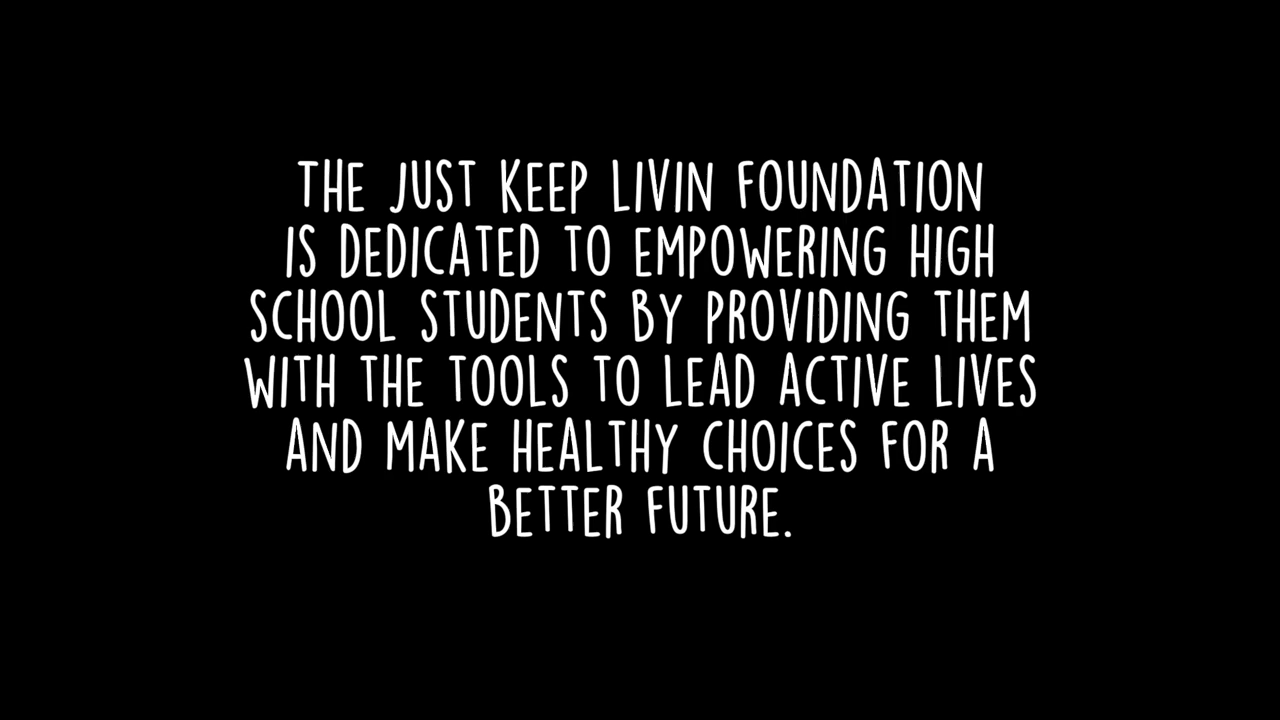 THE JUST KEEP LIVIN FOUNDATION
IS DEDICATED TO EMPOWERING HIGH
SCHOOL STUDENTS BY PROVIDING THEM
WITH THE TOOLS TO LEAD ACTIVE LIVES
AND MAKE HEALTHY CHOICES FOR A
BETTER FUTURE.